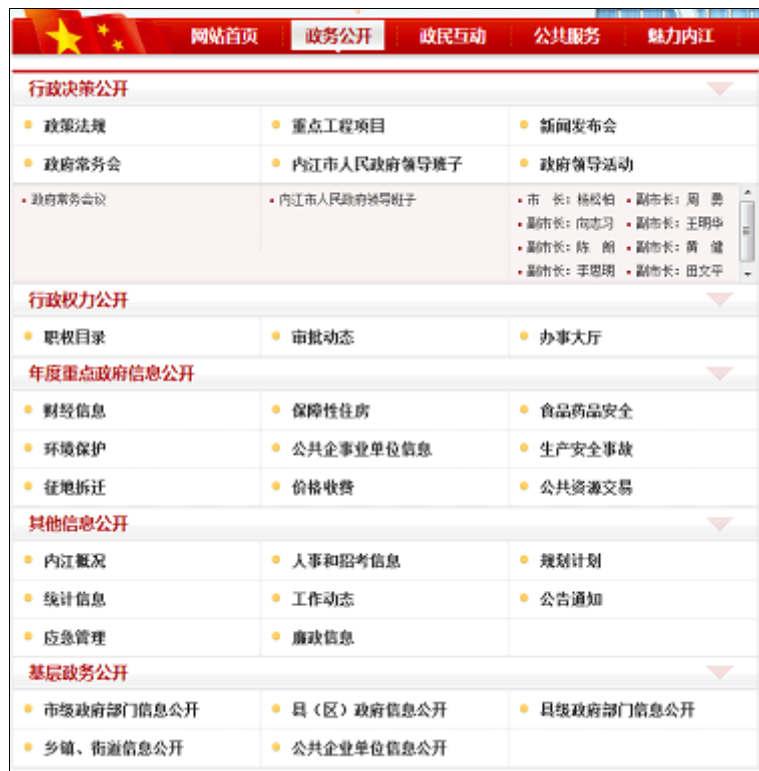 网站首页 政务公开 政民互动 公共服务 魅力内江
行政决策公开
政策法规 重点工程项目 新闻发布会
政府常务会 内江市人民政府领导班子 政府领导活动
政府常务会议 内江市人民政府领导班子 市 长：杨松柏 副市长：周 勇
副市长：向志习 副市长：王明华
副市长：陈 朗 副市长：黄 健
副市长：李思明 副市长：田文平
行政权力公开
职权目录 审批动态 办事大厅
年度重点政府信息公开
财经信息 保障性住房 食品药品安全
环境保护 公共企事业单位信息 生产安全事故
征地拆迁 价格收费 公共资源交易
其他信息公开
内江概况 人事和招考信息 规划计划
统计信息 工作动态 公告通知
应急管理 廉政信息
基层政务公开
市级政府部门信息公开 县（区）政府信息公开 县级政府部门信息公开
乡镇、街道信息公开 公共企业单位信息公开